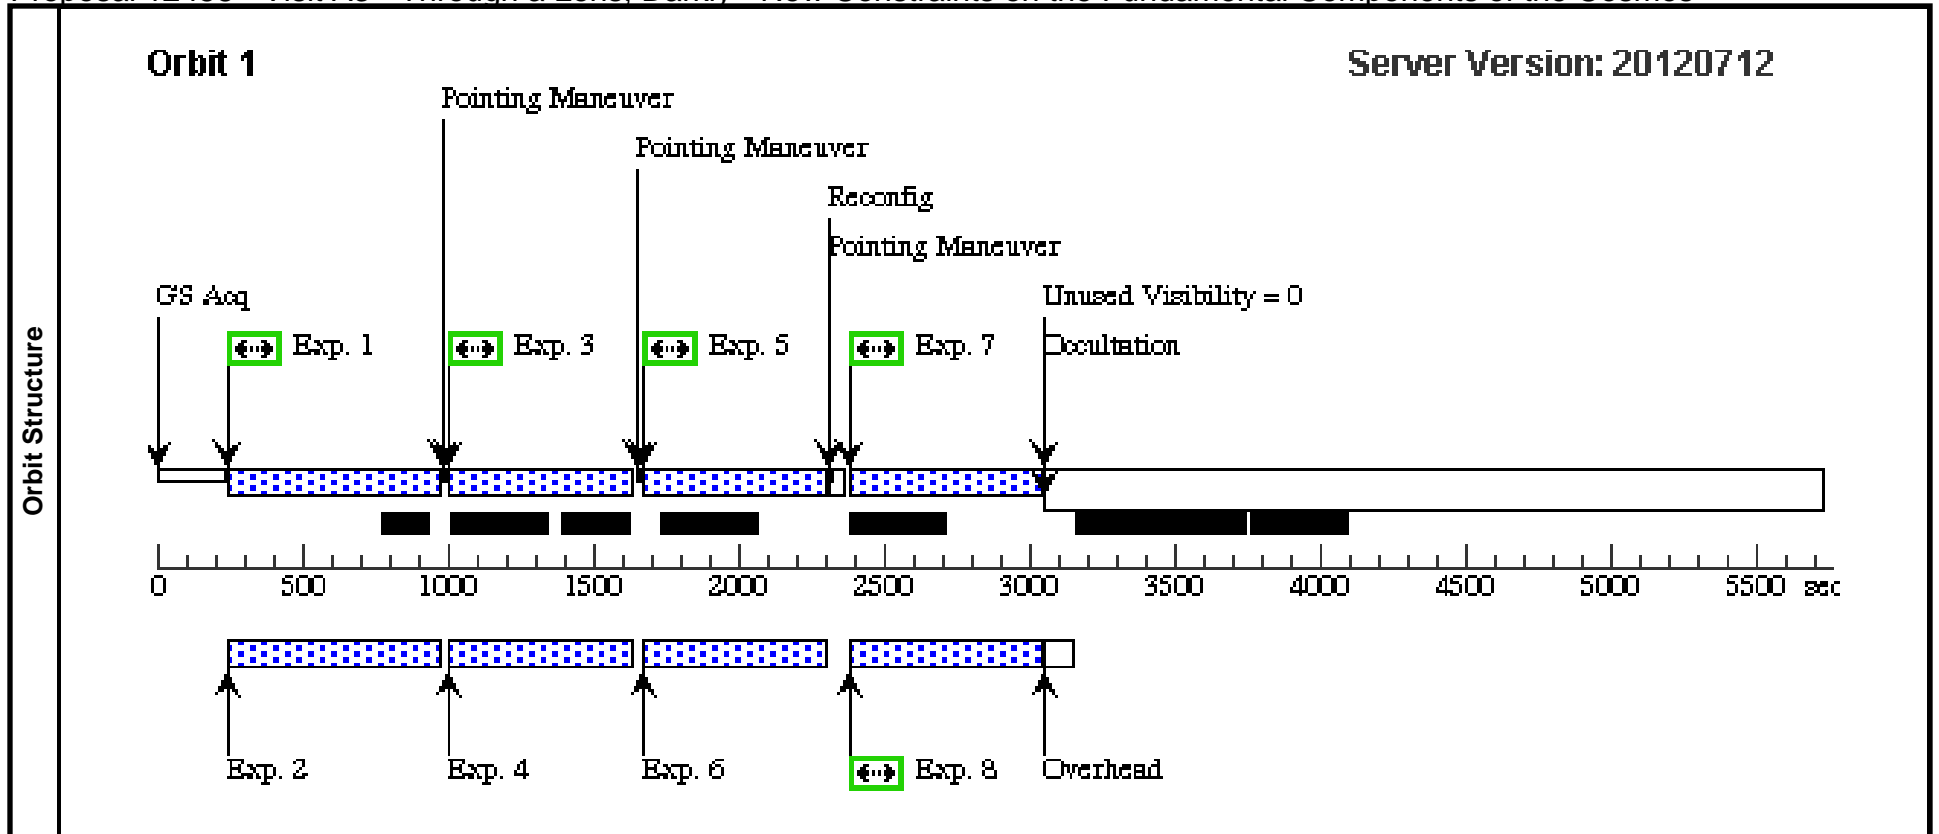 Orbit 1
Server Version: 20120712
Pointing Maneuver
Pointing Maneuver
Reconfig
Pointing Maneuver
GS Acq
Unused Visibility = 0
Exp. 1
Exp. 3
Exp. 5
Exp. 7
Occultation
Orbit Structure
0 500 1000 1500 2000 2500 3000 3500 4000 4500 5000 5500 sec
Exp. 2
Exp. 4
Exp. 6
Exp. 8
Overhead